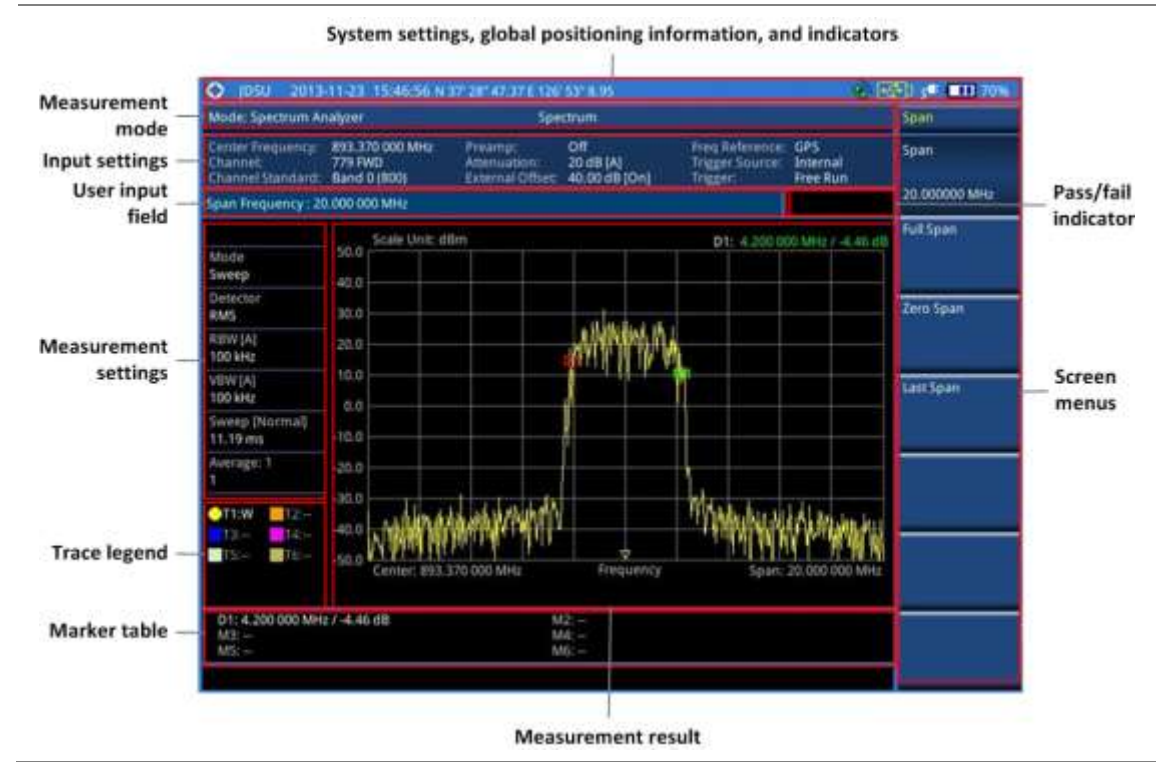 System settings, global positioning information, and indicators
JDSU 2013-11-23 15:46:56 N 37° 28" 47.37 E 126° 53" 8.95 70%
Measurement mode
Mode: Spectrum Analyzer Spectrum
Span
Input settings
Center Frequency: 893.370 000 MHz Preamp: Off Freq Reference: GPS
Channel: 779 FWD Attenuation: 20 dB [A] Trigger Source: Internal
Channel Standard: Band 0 (800) External Offset: 40.00 dB [On] Trigger: Free Run
Span
20.000000 MHz
User input field
Span Frequency : 20.000 000 MHz
Pass/fail indicator
Full Span
Zero Span
Last Span
Screen menus
Measurement settings
Mode
Sweep
Detector
RMS
RBW [A]
100 kHz
VBW [A]
100 kHz
Sweep [Normal]
11.19 ms
Average: 1
1
Scale Unit: dBm D1: 4.200 000 MHz / -4.46 dB
50.0
40.0
30.0
20.0
10.0
0.0
-10.0
-20.0
-30.0
-40.0
-50.0
Center: 893.370 000 MHz Frequency Span: 20.000 000 MHz
Trace legend
T1:W T2:--
T3:-- T4:--
T5:-- T6:--
Marker table
D1: 4.200 000 MHz / -4.46 dB M2: --
M3: -- M4: --
M5: -- M6: --
Measurement result